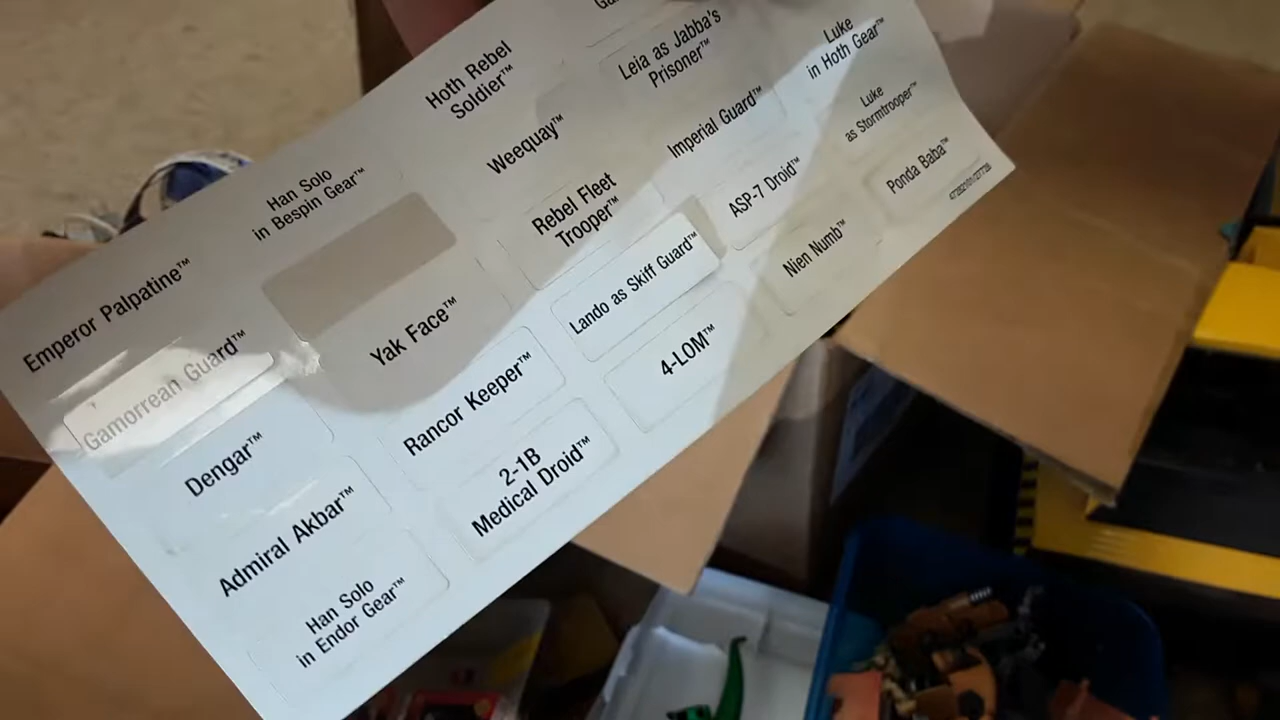 Hoth Rebel
Soldier™
Leia as Jabba's
Prisoner™
Luke
in Hoth Gear™
Han Solo
in Bespin Gear™
Weequay™
Imperial Guard™
Luke
as Stormtrooper™
Emperor Palpatine™
Rebel Fleet
Trooper™
ASP-7 Droid™
Ponda Baba™
Gamorrean Guard™
Yak Face™
Lando as Skiff Guard™
Nien Numb™
Dengar™
Rancor Keeper™
4-LOM™
Admiral Akbar™
2-1B
Medical Droid™
Han Solo
in Endor Gear™